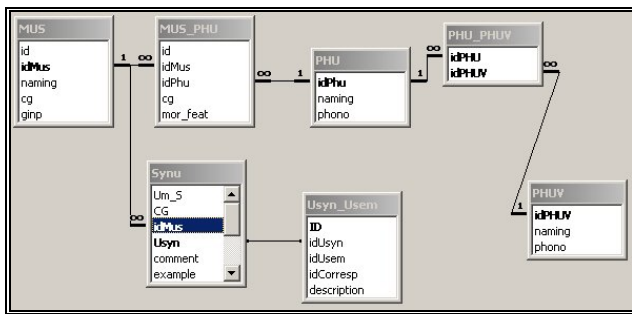 MUS
id
idMus
naming
cg
ginp
MUS_PHU
id
idMus
idPhu
cg
mor_feat
PHU
idPhu
naming
phono
PHU_PHUV
idPHU
idPHUV
PHUV
idPHUV
naming
phono
Synu
Um_S
CG
idMus
Usyn
comment
example
Usyn_Usem
ID
idUsyn
idUsem
idCorresp
description
1
∞
∞
1
1
∞
∞
1
∞